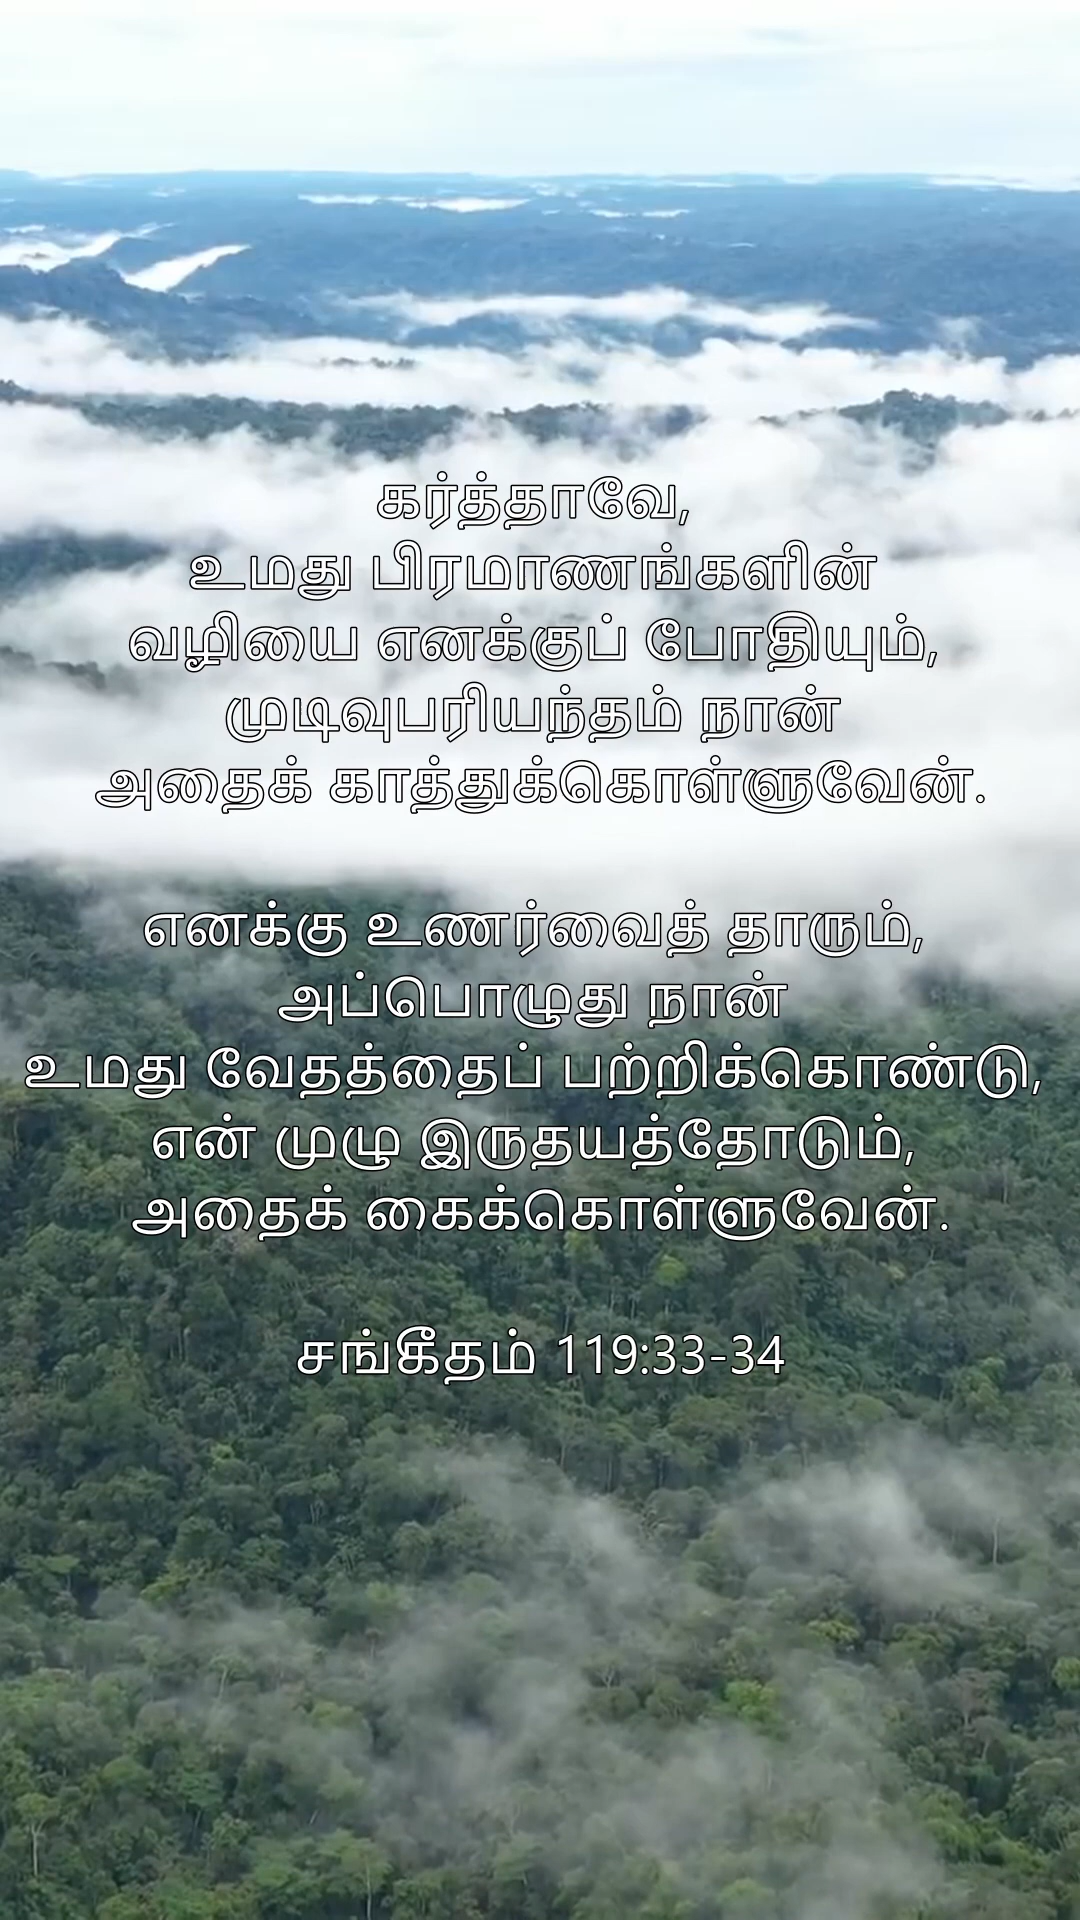 கர்த்தாவே,
உமது பிரமாணங்களின்
வழியை எனக்குப் போதியும்,
முடிவுபரியந்தம் நான்
அதைக் காத்துக்கொள்ளுவேன்.
எனக்கு உணர்வைத் தாரும்,
அப்பொழுது நான்
உமது வேதத்தைப் பற்றிக்கொண்டு,
என் முழு இருதயத்தோடும்,
அதைக் கைக்கொள்ளுவேன்.
சங்கீதம் 119:33-34